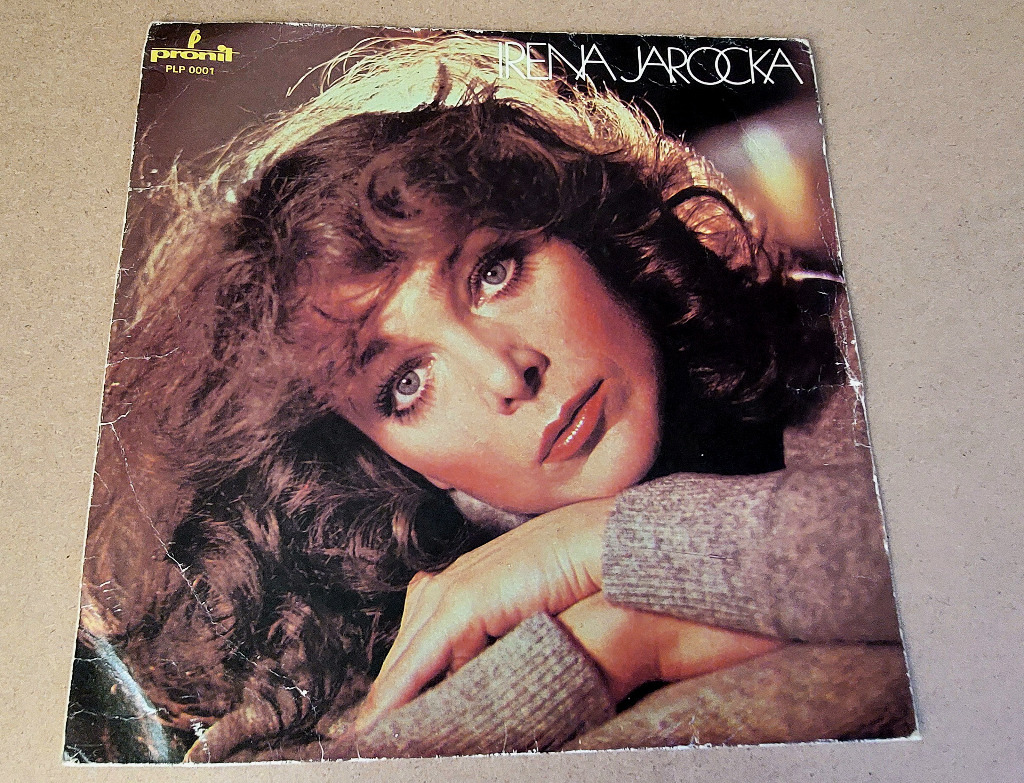 pronit
PLP 0001
IRENA JAROCKA